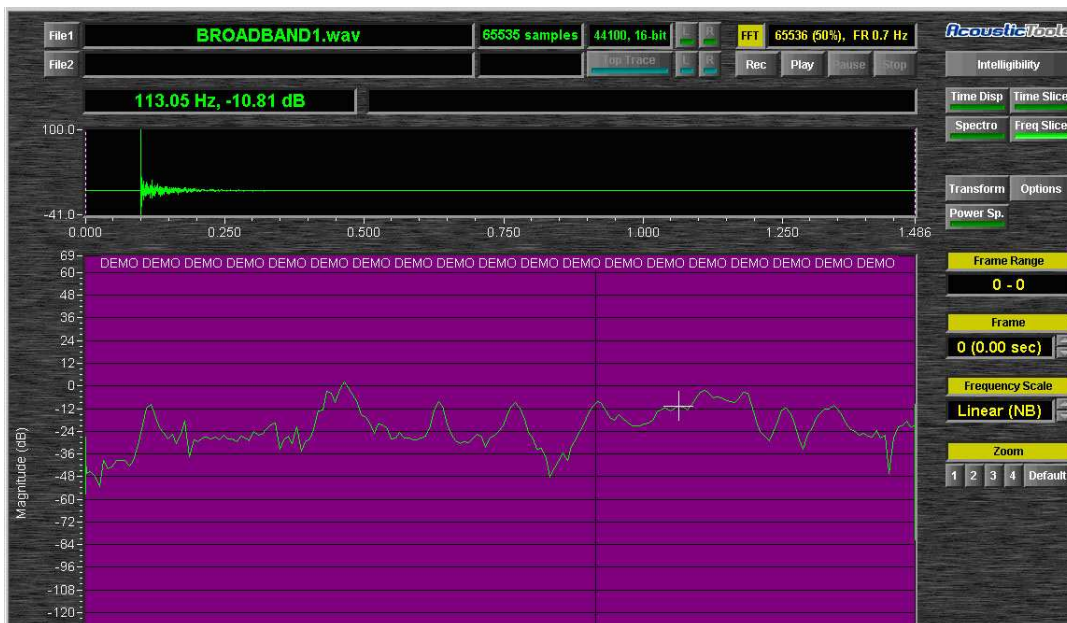 File1 BROADBAND1.wav 65535 samples 44100, 16-bit L R FFT 65536 (50%), FR 0.7 Hz AcousticTools
File2 Top Trace L R Rec Play Pause Stop Intelligibility
113.05 Hz, -10.81 dB
Time Disp Time Slice
Spectro Freq Slice
100.0
-41.0
0.000 0.250 0.500 0.750 1.000 1.250 1.486
Transform Options
Power Sp.
DEMO DEMO DEMO DEMO DEMO DEMO DEMO DEMO DEMO DEMO DEMO DEMO DEMO DEMO DEMO DEMO DEMO DEMO DEMO
Magnitude (dB)
69
60
48
36
24
12
0
-12
-24
-36
-48
-60
-72
-84
-96
-108
-120
Frame Range
0 - 0
Frame
0 (0.00 sec)
Frequency Scale
Linear (NB)
Zoom
1 2 3 4 Default